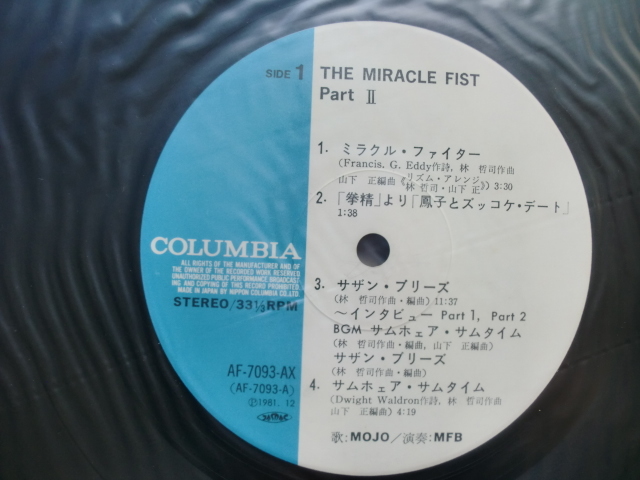 SIDE 1
THE MIRACLE FIST
Part Ⅱ
1. ミラクル・ファイター
(Francis. G. Eddy作詩, 林 哲司作曲
山下 正編曲《リズム・アレンジ
林 哲司・山下 正》) 3:30
2. 「拳精」より「鳳子とズッコケ・デート」
1:38
3. サザン・ブリーズ
(林 哲司作曲・編曲) 11:37
~インタビュー Part 1, Part 2
BGM サムホェア・サムタイム
(林 哲司作曲・編曲, 山下 正編曲)
サザン・ブリーズ
(林 哲司作曲・編曲)
4. サムホェア・サムタイム
(Dwight Waldron作詩, 林 哲司作曲
山下 正編曲) 4:19
歌:MOJO/演奏:MFB
COLUMBIA
ALL RIGHTS OF THE MANUFACTURER AND OF
THE OWNER OF THE RECORDED WORK RESERVED
UNAUTHORIZED PUBLIC PERFORMANCE BROADCAST-
ING AND COPYING OF THIS RECORD PROHIBITED
MADE IN JAPAN BY NIPPON COLUMBIA CO.LTD
STEREO/33⅓RPM
AF-7093-AX
(AF-7093-A)
Ⓟ1981. 12